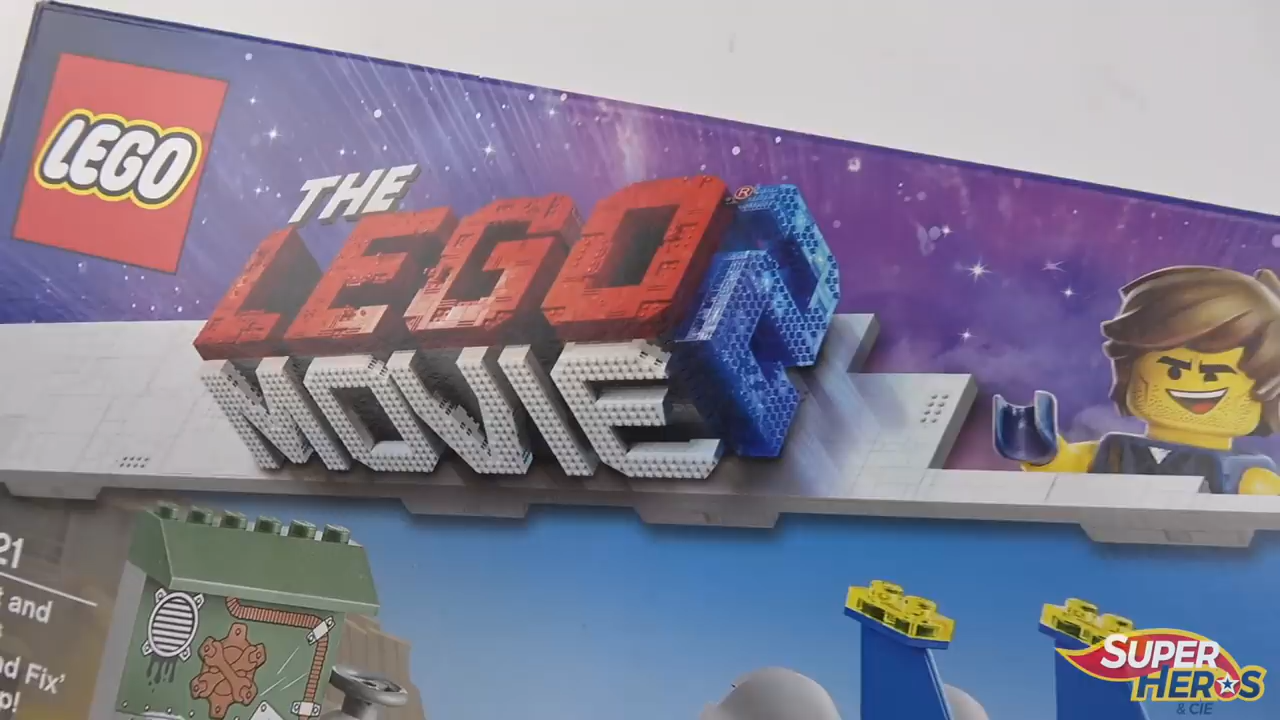 LEGO
THE
LEGO®
MOVIE 2
21
and
nd Fix'
p!
SUPER
HEROS
& CIE